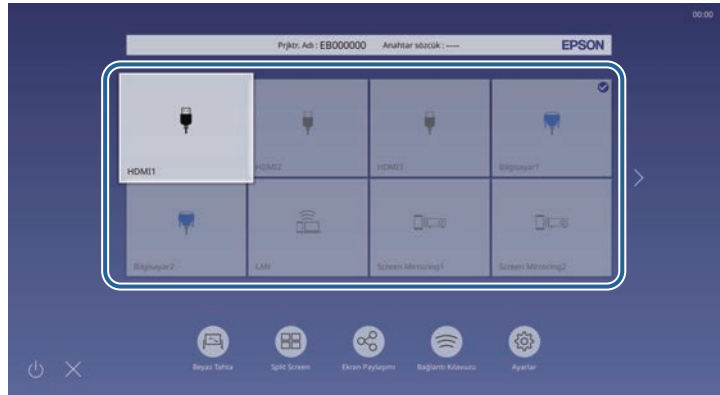 00:00
Prjktr. Adı : EB000000 Anahtar sözcük : ---- EPSON
HDMI1 HDMI2 HDMI3 Bilgisayar1
Bilgisayar2 LAN Screen Mirroring1 Screen Mirroring2
Beyaz Tahta Split Screen Ekran Paylaşımı Bağlantı Kılavuzu Ayarlar